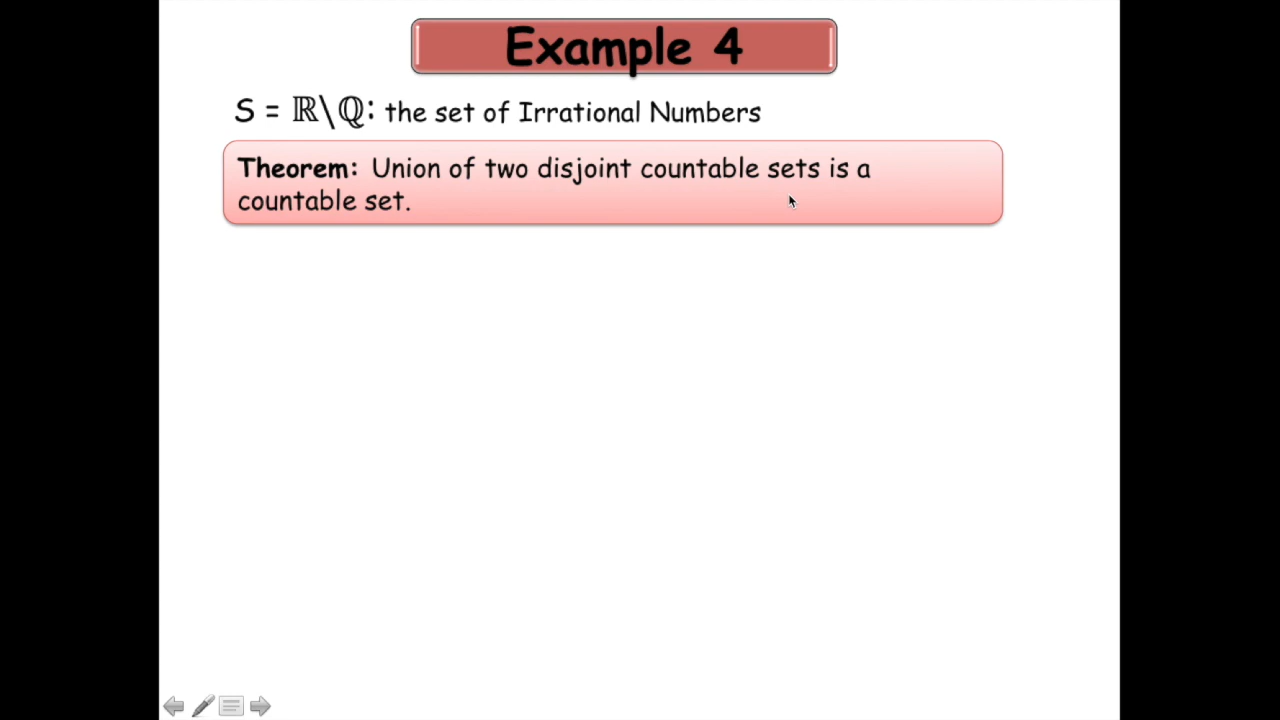 Example 4
S = ℝ\ℚ: the set of Irrational Numbers
Theorem: Union of two disjoint countable sets is a
countable set.